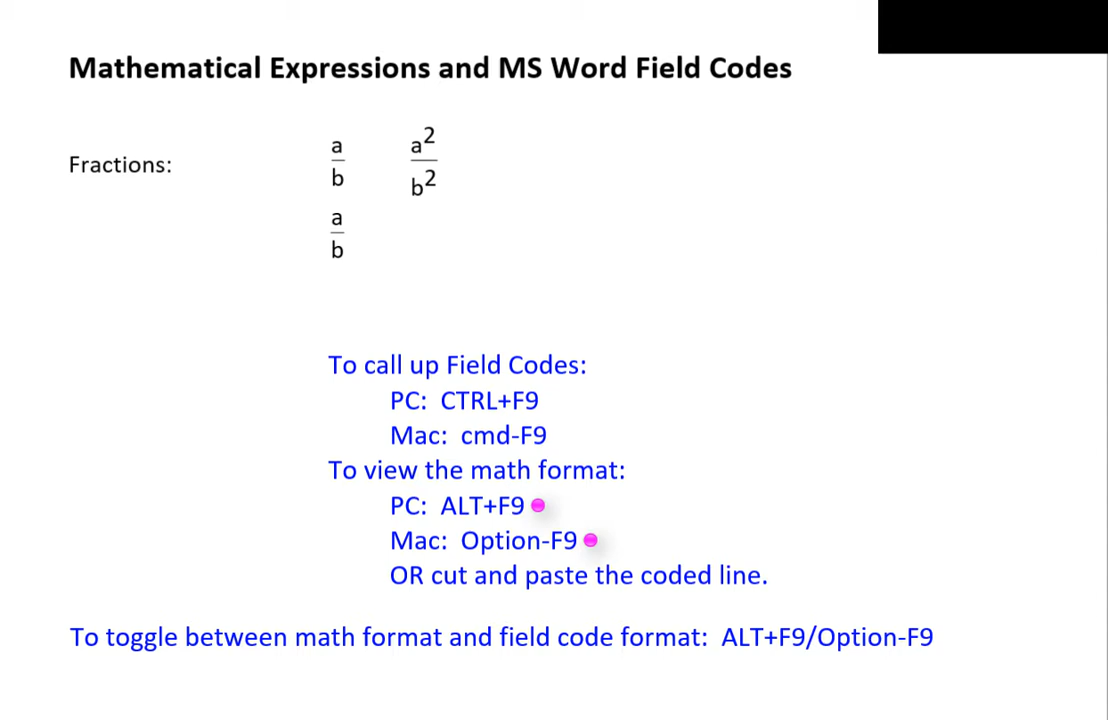 Mathematical Expressions and MS Word Field Codes
Fractions:
a/b a²/b²
a/b
To call up Field Codes:
PC: CTRL+F9
Mac: cmd-F9
To view the math format:
PC: ALT+F9
Mac: Option-F9
OR cut and paste the coded line.
To toggle between math format and field code format: ALT+F9/Option-F9